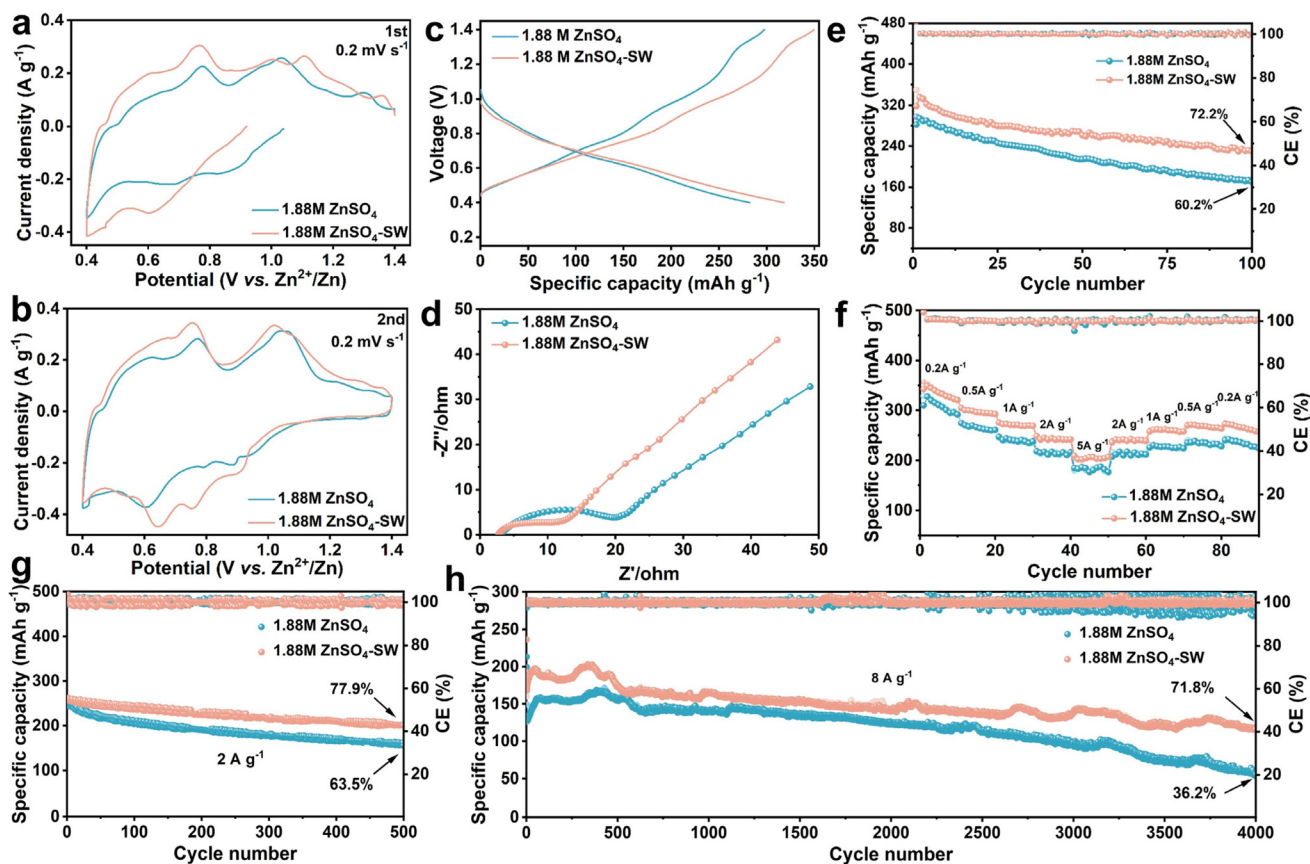 a
1st
0.2 mV s⁻¹
Current density (A g⁻¹)
0.4
0.2
0.0
-0.2
-0.4
1.88M ZnSO₄
1.88M ZnSO₄-SW
0.4 0.6 0.8 1.0 1.2 1.4
Potential (V vs. Zn²⁺/Zn)
b
2nd
0.2 mV s⁻¹
Current density (A g⁻¹)
0.4
0.2
0.0
-0.2
-0.4
1.88M ZnSO₄
1.88M ZnSO₄-SW
0.4 0.6 0.8 1.0 1.2 1.4
Potential (V vs. Zn²⁺/Zn)
c
1.88 M ZnSO₄
1.88 M ZnSO₄-SW
Voltage (V)
1.4
1.2
1.0
0.8
0.6
0.4
0.2
0 50 100 150 200 250 300 350
Specific capacity (mAh g⁻¹)
d
1.88M ZnSO₄
1.88M ZnSO₄-SW
-Z''/ohm
50
40
30
20
10
0
0 10 20 30 40 50
Z'/ohm
e
Specific capacity (mAh g⁻¹)
480
400
320
240
160
1.88M ZnSO₄
1.88M ZnSO₄-SW
72.2%
60.2%
100
80
60
40
20
CE (%)
0 25 50 75 100
Cycle number
f
Specific capacity (mAh g⁻¹)
500
450
400
350
300
250
200
150
100
0.2A g⁻¹
0.5A g⁻¹
1A g⁻¹
2A g⁻¹
5A g⁻¹
2A g⁻¹
1A g⁻¹
0.5A g⁻¹
0.2A g⁻¹
1.88M ZnSO₄
1.88M ZnSO₄-SW
100
80
60
40
20
CE (%)
0 20 40 60 80
Cycle number
g
Specific capacity (mAh g⁻¹)
500
400
300
200
100
0
1.88M ZnSO₄
1.88M ZnSO₄-SW
77.9%
2 A g⁻¹
63.5%
100
80
60
40
20
CE (%)
0 100 200 300 400 500
Cycle number
h
Specific capacity (mAh g⁻¹)
300
250
200
150
100
50
0
1.88M ZnSO₄
1.88M ZnSO₄-SW
8 A g⁻¹
71.8%
36.2%
100
80
60
40
20
CE (%)
0 500 1000 1500 2000 2500 3000 3500 4000
Cycle number